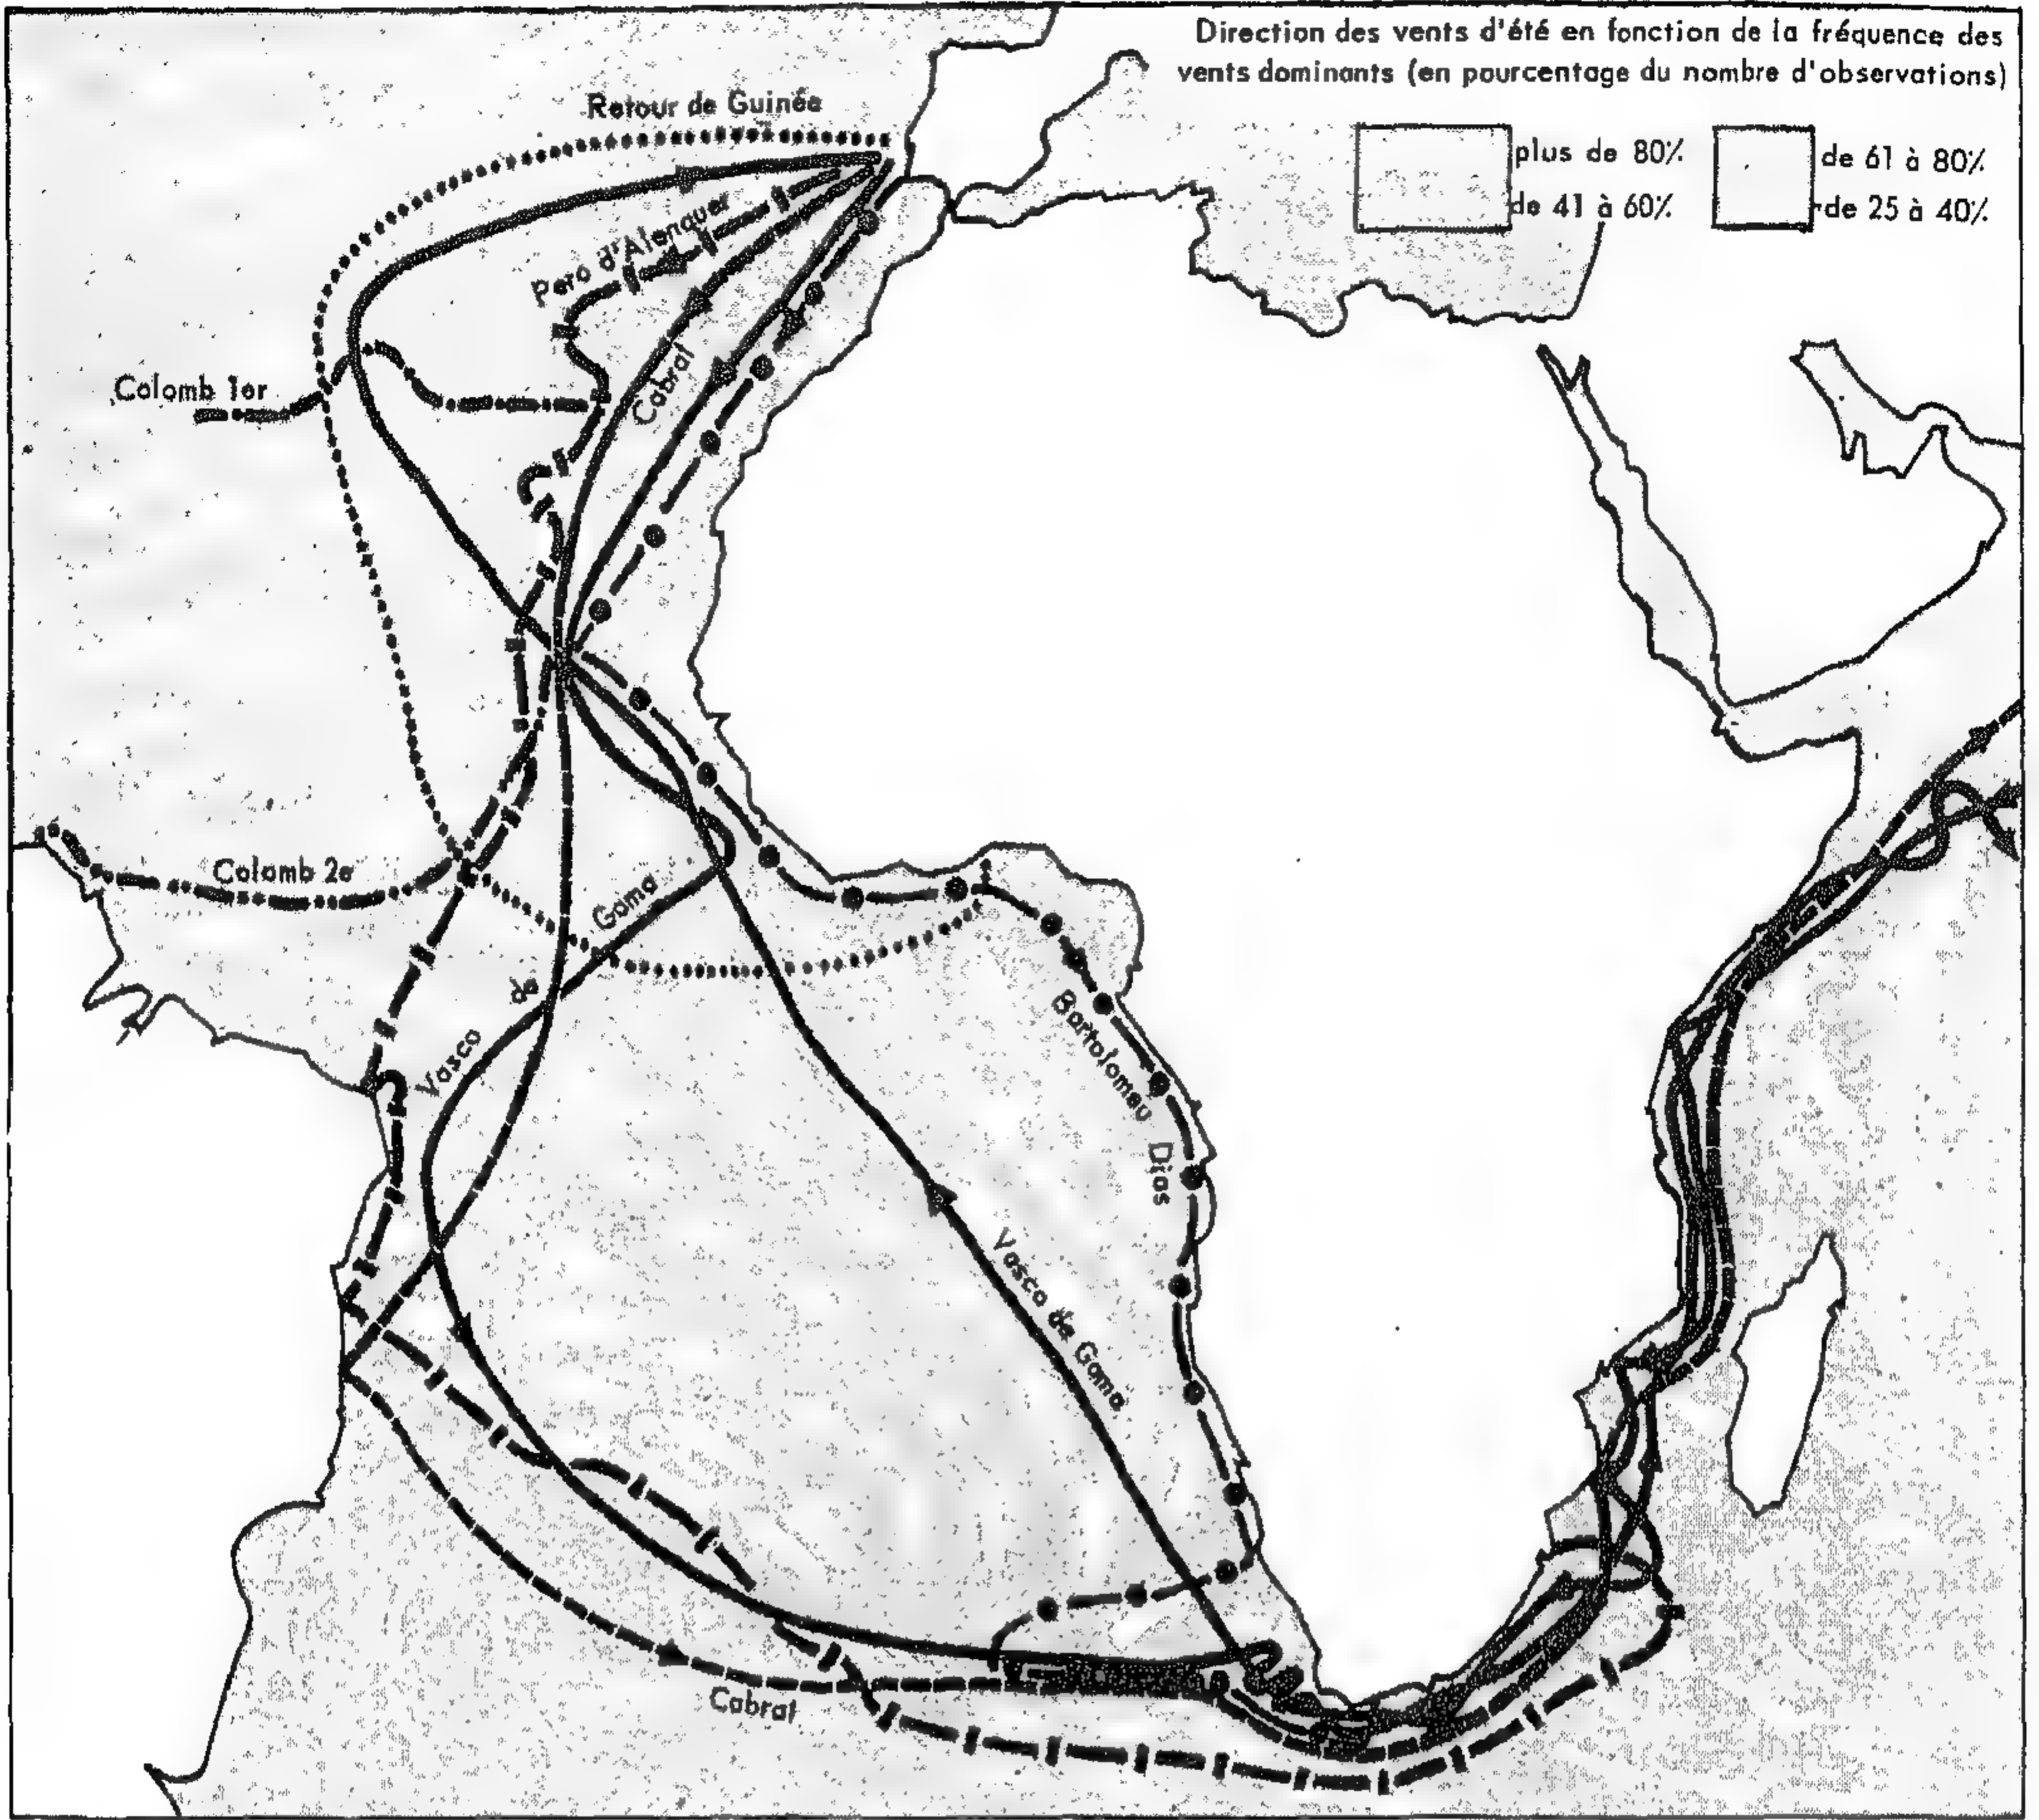 Direction des vents d'été en fonction de la fréquence des
vents dominants (en pourcentage du nombre d'observations)
plus de 80%
de 61 à 80%
de 41 à 60%
de 25 à 40%
Retour de Guinée
Pero d'Alenquer
Cabral
Colomb 1er
Colomb 2e
Vasco de Gama
Bartolomeu Dias
Vasco de Gama
Cabral